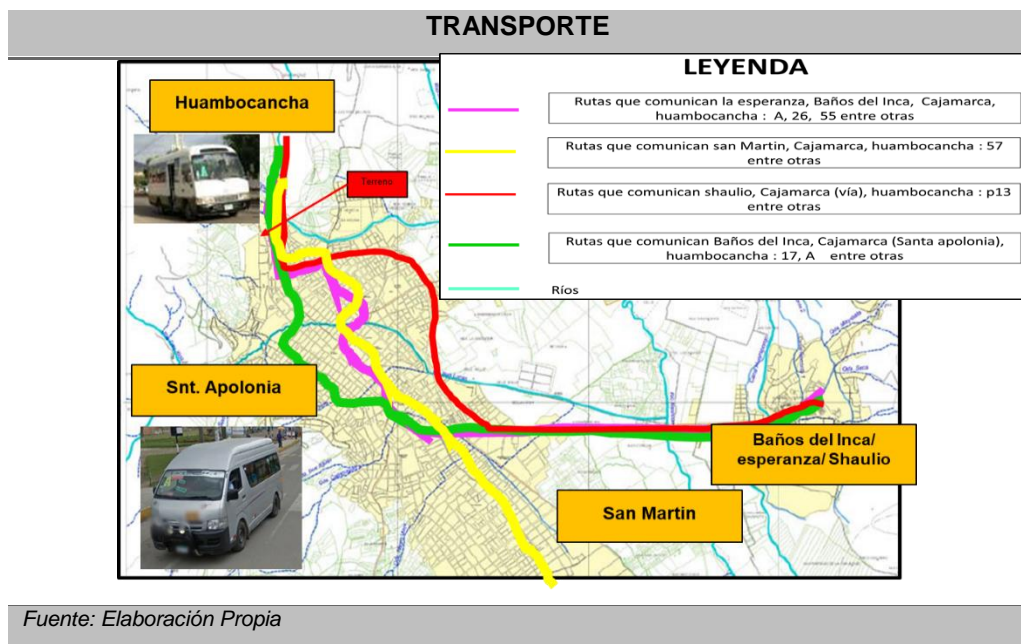 TRANSPORTE
LEYENDA
Rutas que comunican la esperanza, Baños del Inca, Cajamarca,
huambocancha : A, 26, 55 entre otras
Rutas que comunican san Martin, Cajamarca, huambocancha : 57
entre otras
Rutas que comunican shaulio, Cajamarca (vía), huambocancha : p13
entre otras
Rutas que comunican Baños del Inca, Cajamarca (Santa apolonia),
huambocancha : 17, A entre otras
Ríos
Huambocancha
Terreno
Snt. Apolonia
Baños del Inca/
esperanza/ Shaulio
San Martin
Fuente: Elaboración Propia